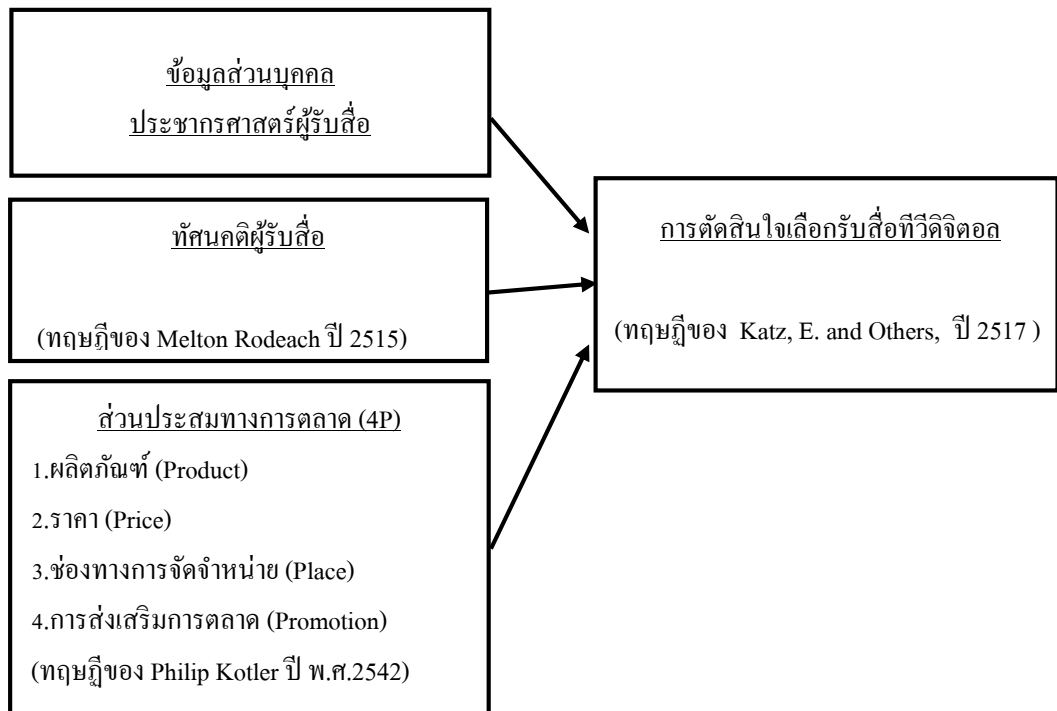 ข้อมูลส่วนบุคคล
ประชากรศาสตร์ผู้รับสื่อ
ทัศนคติผู้รับสื่อ
(ทฤษฎีของ Melton Rodeach ปี 2515)
ส่วนประสมทางการตลาด (4P)
1.ผลิตภัณฑ์ (Product)
2.ราคา (Price)
3.ช่องทางการจัดจำหน่าย (Place)
4.การส่งเสริมการตลาด (Promotion)
(ทฤษฎีของ Philip Kotler ปี พ.ศ.2542)
การตัดสินใจเลือกรับสื่อทีวีดิจิตอล
(ทฤษฎีของ Katz, E. and Others, ปี 2517 )